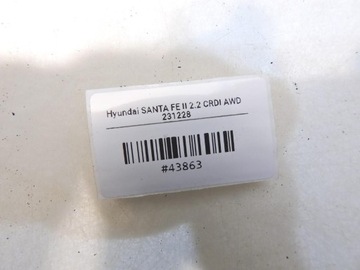 Hyundai SANTA FE II 2.2 CRDI AWD
231228
#43863